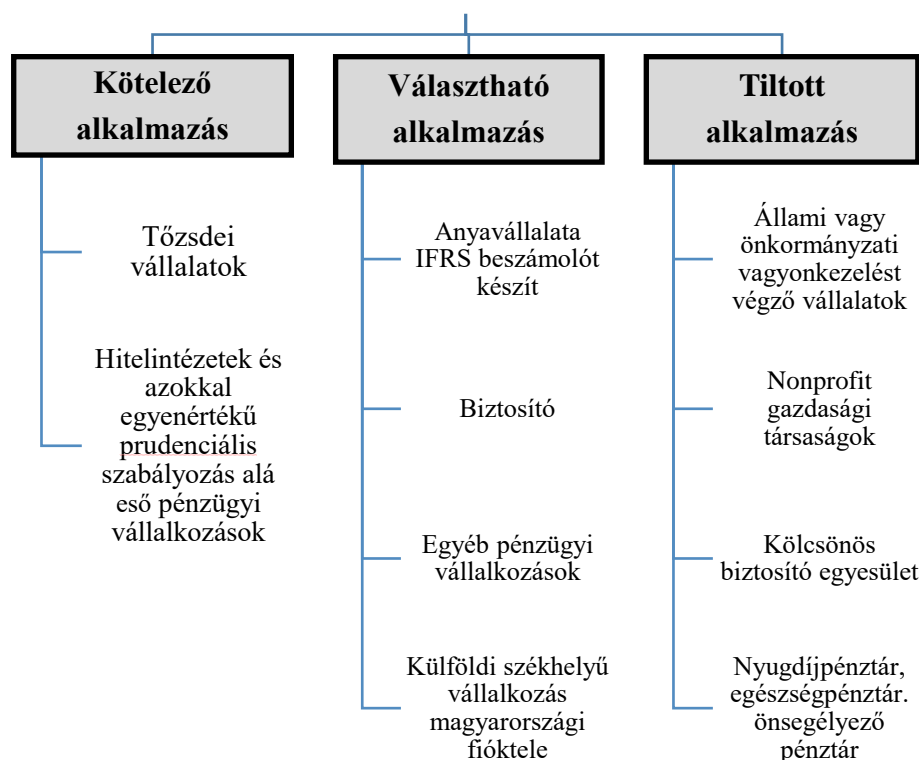 Kötelező
alkalmazás
Tőzsdei
vállalatok
Hitelintézetek és
azokkal
egyenértékű
prudenciális
szabályozás alá
eső pénzügyi
vállalkozások
Választható
alkalmazás
Anyavállalata
IFRS beszámolót
készít
Biztosító
Egyéb pénzügyi
vállalkozások
Külföldi székhelyű
vállalkozás
magyarországi
fióktele
Tiltott
alkalmazás
Állami vagy
önkormányzati
vagyonkezelést
végző vállalatok
Nonprofit
gazdasági
társaságok
Kölcsönös
biztosító egyesület
Nyugdíjpénztár,
egészségpénztár.
önsegélyező
pénztár